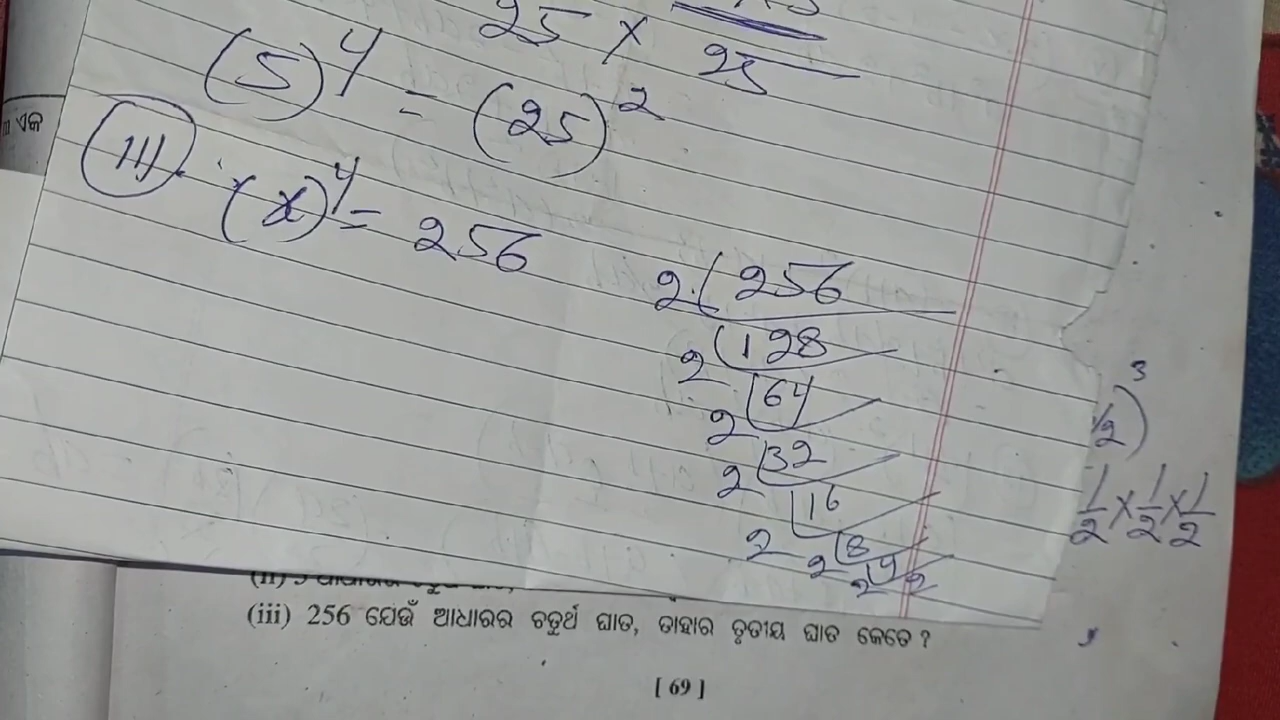 25 × 25
(5)⁴ = (25)²
ଏକ
(iii). (x)⁴ = 256
2 256
2 128
2 64
2 32
2 16
2 8
2 4
2
3
1/2)
1/2 × 1/2 × 1/2
(iii) 256 ଯେଉଁ ଆଧାରର ଚତୁର୍ଥ ଘାତ, ତାହାର ତୃତୀୟ ଘାତ କେତେ ?
[ 69 ]